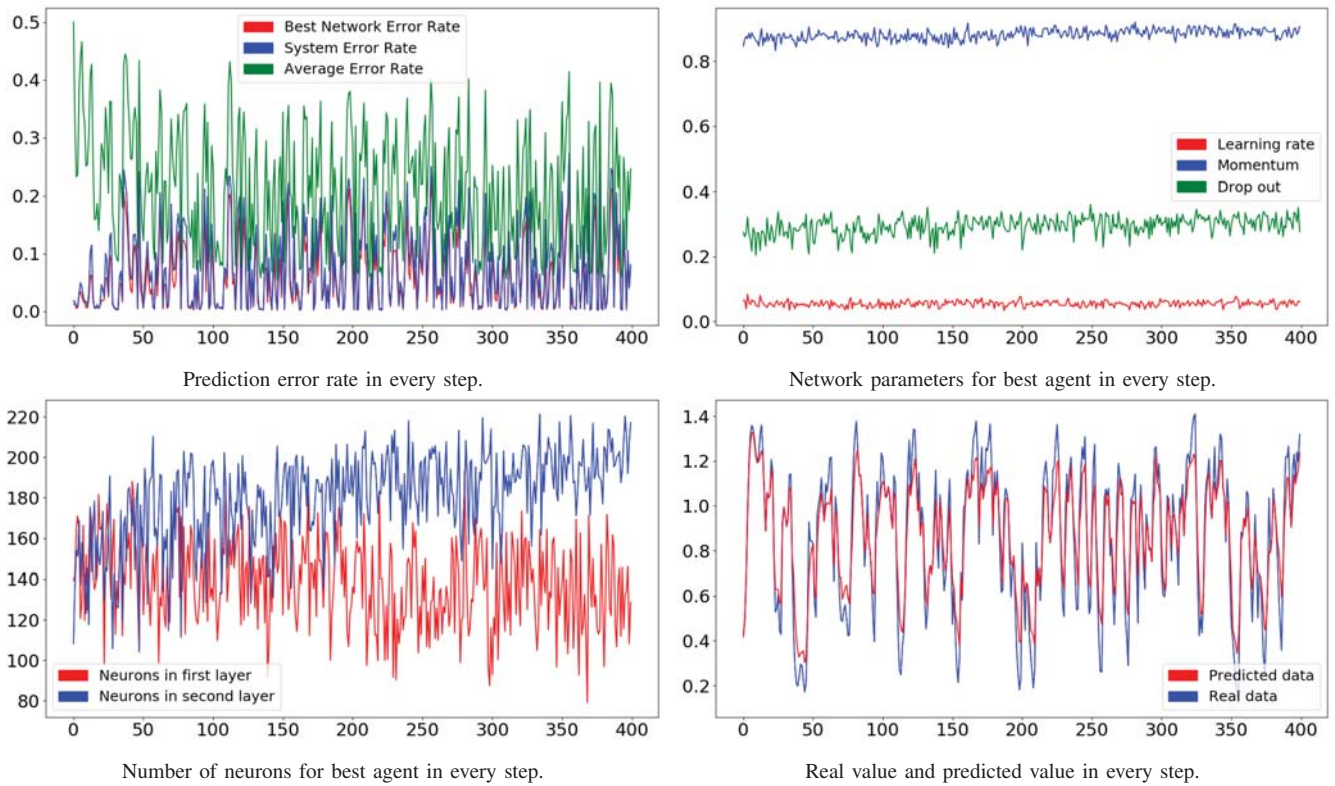 0.5
0.4
0.3
0.2
0.1
0.0
Best Network Error Rate
System Error Rate
Average Error Rate
0 50 100 150 200 250 300 350 400
Prediction error rate in every step.
0.8
0.6
0.4
0.2
0.0
Learning rate
Momentum
Drop out
0 50 100 150 200 250 300 350 400
Network parameters for best agent in every step.
220
200
180
160
140
120
100
80
Neurons in first layer
Neurons in second layer
0 50 100 150 200 250 300 350 400
Number of neurons for best agent in every step.
1.4
1.2
1.0
0.8
0.6
0.4
0.2
Predicted data
Real data
0 50 100 150 200 250 300 350 400
Real value and predicted value in every step.